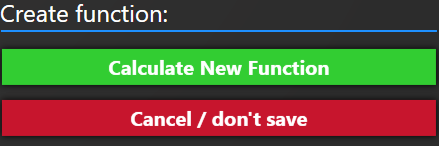 Create function:
Calculate New Function
Cancel / don't save